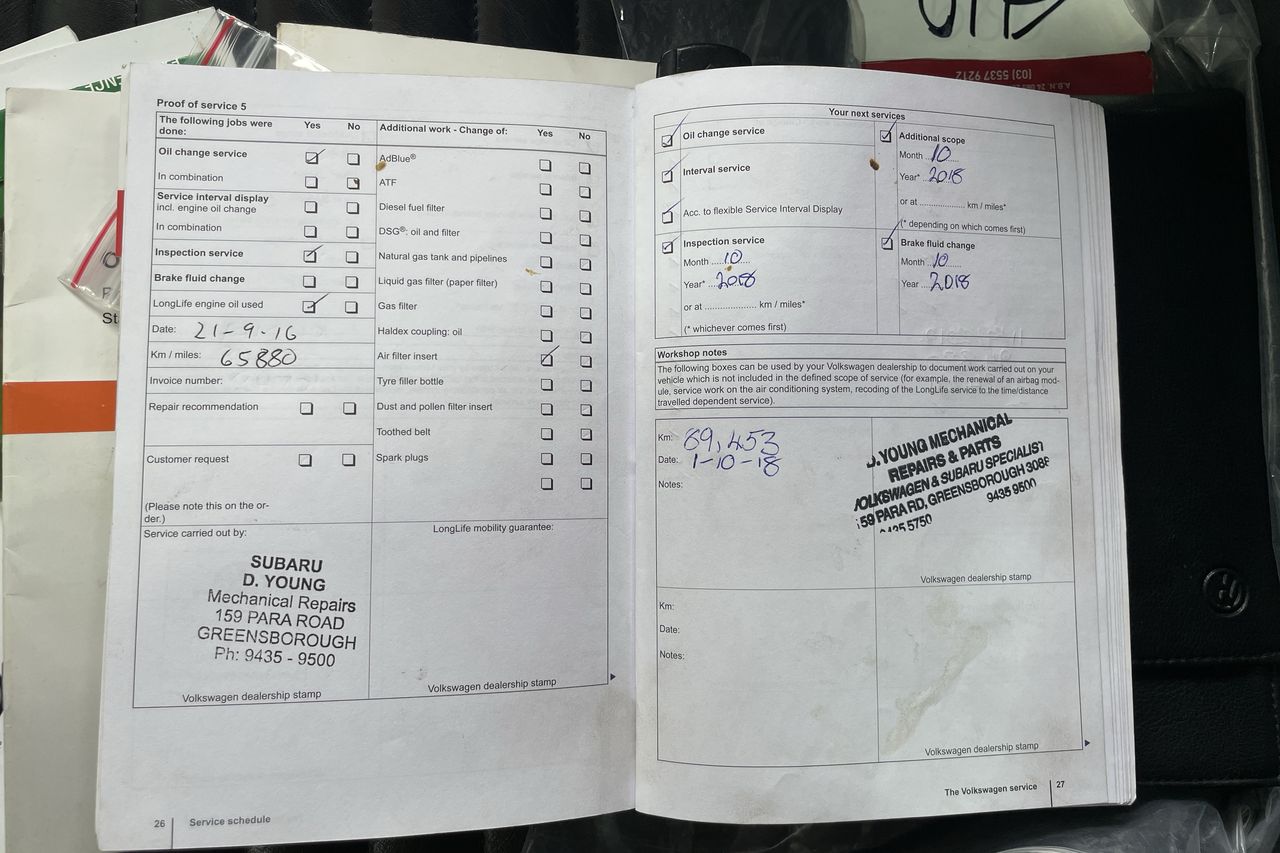 (03) 5537 9212
Proof of service 5
The following jobs were done:
Yes
No
Oil change service
In combination
Service interval display
incl. engine oil change
In combination
Inspection service
Brake fluid change
LongLife engine oil used
Date: 21-9-16
Km / miles: 65880
Invoice number:
Repair recommendation
Customer request
(Please note this on the or-
der.)
Service carried out by:
SUBARU
D. YOUNG
Mechanical Repairs
159 PARA ROAD
GREENSBOROUGH
Ph: 9435 - 9500
Volkswagen dealership stamp
Additional work - Change of:
Yes
No
AdBlue®
ATF
Diesel fuel filter
DSG®: oil and filter
Natural gas tank and pipelines
Liquid gas filter (paper filter)
Gas filter
Haldex coupling: oil
Air filter insert
Tyre filler bottle
Dust and pollen filter insert
Toothed belt
Spark plugs
LongLife mobility guarantee:
Volkswagen dealership stamp
26
Service schedule
Your next services
Oil change service
Interval service
Acc. to flexible Service Interval Display
Inspection service
Month 10
Year* 2018
or at .................... km / miles*
(* whichever comes first)
Additional scope
Month 10
Year* 2018
or at .................... km / miles*
(* depending on which comes first)
Brake fluid change
Month 10
Year 2018
Workshop notes
The following boxes can be used by your Volkswagen dealership to document work carried out on your
vehicle which is not included in the defined scope of service (for example, the renewal of an airbag mod-
ule, service work on the air conditioning system, recoding of the LongLife service to the time/distance
travelled dependent service).
Km: 69,453
Date: 1-10-18
Notes:
D.YOUNG MECHANICAL
REPAIRS & PARTS
VOLKSWAGEN & SUBARU SPECIALIST
159 PARA RD, GREENSBOROUGH 3088
9435 5750 9435 9500
Volkswagen dealership stamp
Km:
Date:
Notes:
Volkswagen dealership stamp
The Volkswagen service
27